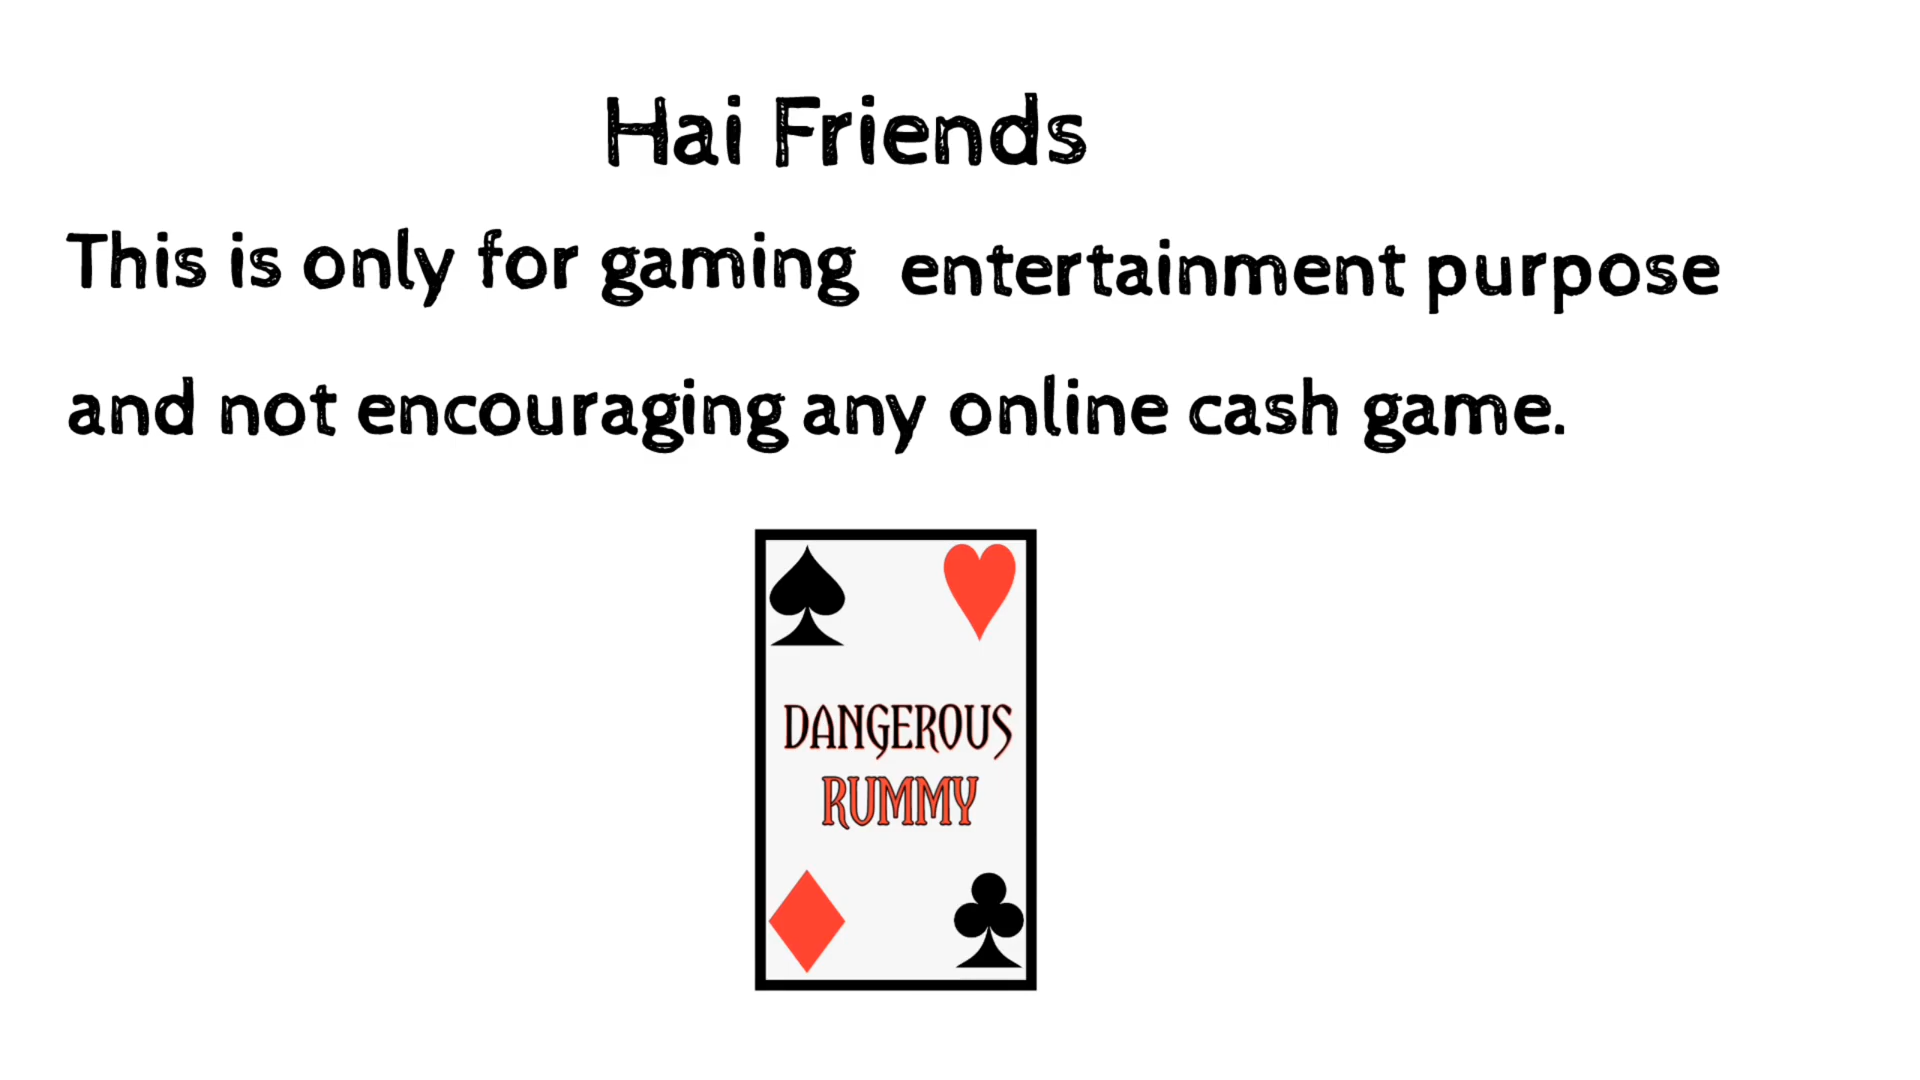 Hai Friends
This is only for gaming entertainment purpose
and not encouraging any online cash game.
DANGEROUS
RUMMY